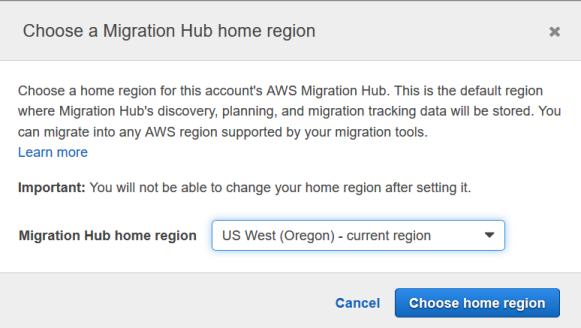 Choose a Migration Hub home region
Choose a home region for this account's AWS Migration Hub. This is the default region
where Migration Hub's discovery, planning, and migration tracking data will be stored. You
can migrate into any AWS region supported by your migration tools.
Learn more
Important: You will not be able to change your home region after setting it.
Migration Hub home region US West (Oregon) - current region
Cancel Choose home region